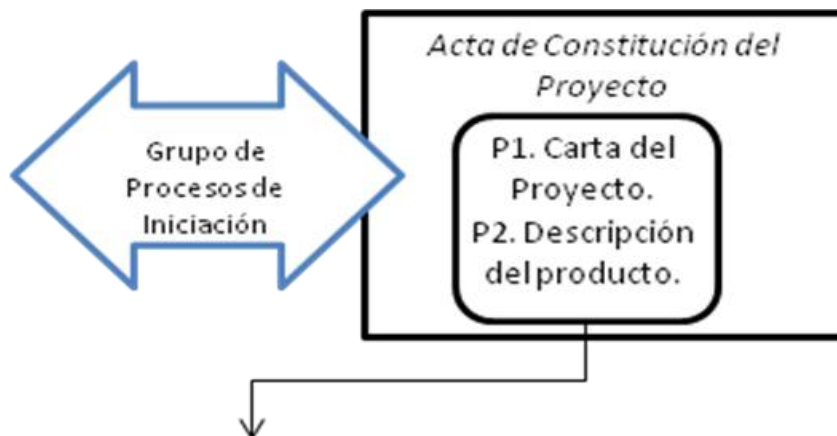 Acta de Constitución del
Proyecto
Grupo de
Procesos de
Iniciación
P1. Carta del
Proyecto.
P2. Descripción
del producto.